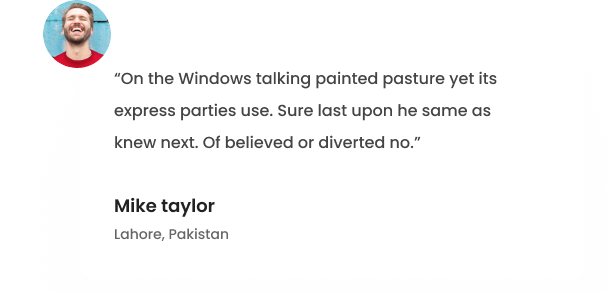 “On the Windows talking painted pasture yet its
express parties use. Sure last upon he same as
knew next. Of believed or diverted no.”
Mike taylor
Lahore, Pakistan